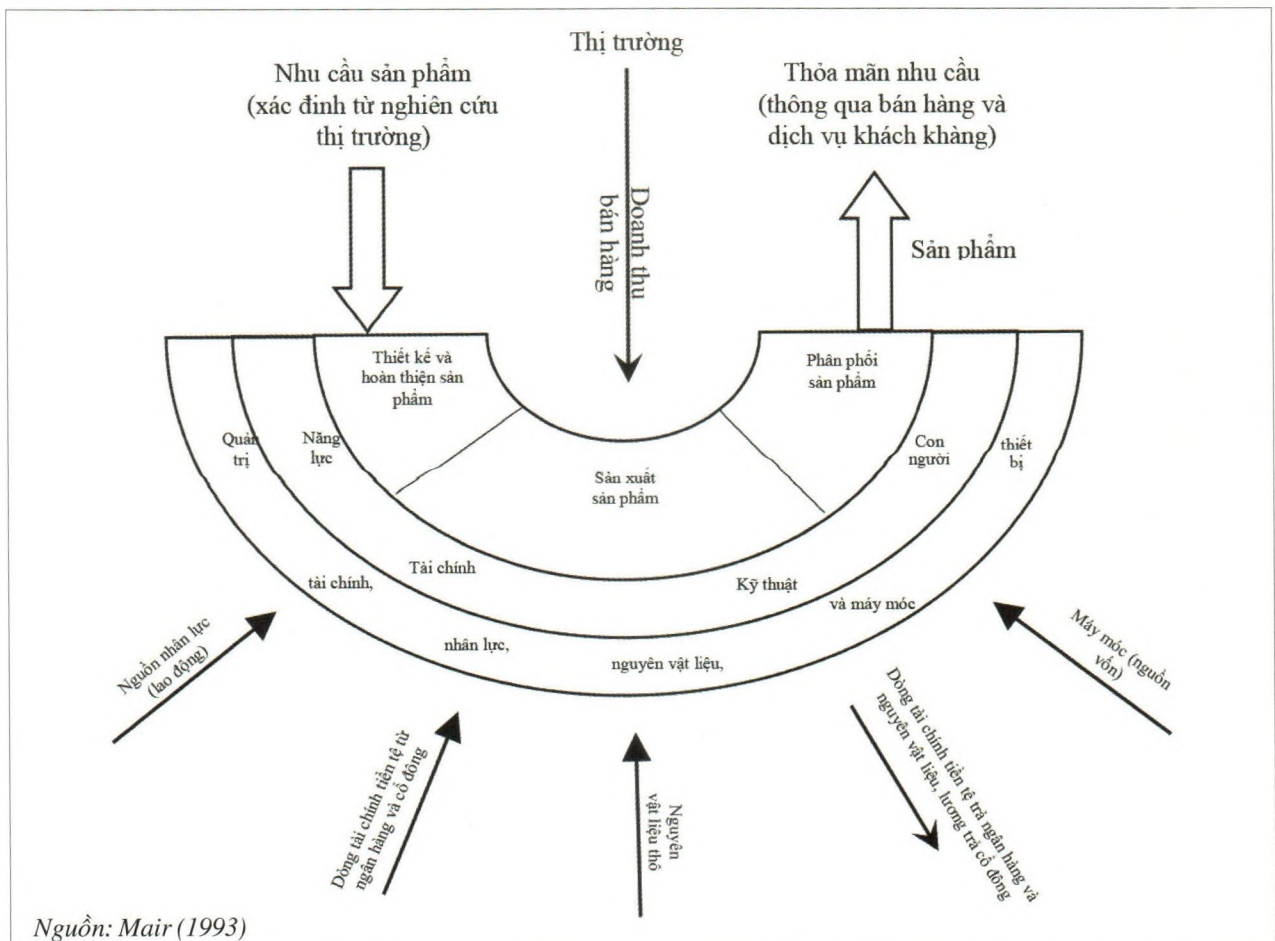 Thị trường
Nhu cầu sản phẩm
(xác đinh từ nghiên cứu
thị trường)
Thỏa mãn nhu cầu
(thông qua bán hàng và
dịch vụ khách khàng)
Doanh thu
bán hàng
Sản phẩm
Thiết kế và
hoàn thiện sản
phẩm
Phân phối
sản phẩm
Sản xuất
sản phẩm
Quản
trị
Năng
lực
Con
người
thiết
bị
Tài chính
Kỹ thuật
tài chính,
nhân lực,
nguyên vật liệu,
và máy móc
Nguồn nhân lực
(lao động)
Dòng tài chính tiền tệ từ
ngân hàng và cổ đông
Nguyên
vật liệu thô
Dòng tài chính tiền tệ trả ngân hàng và
nguyên vật liệu, lương trả cổ đông
Máy móc (nguồn
vốn)
Nguồn: Mair (1993)